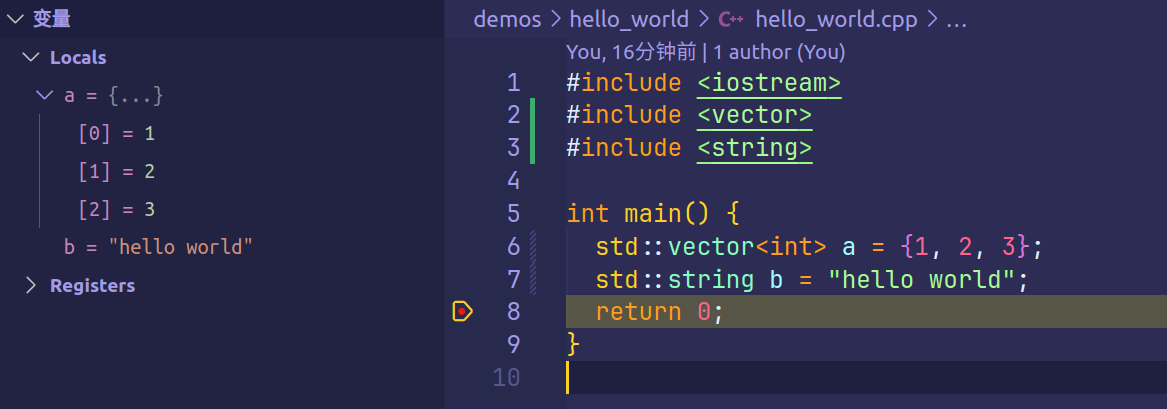 变量
Locals
a = {...}
[0] = 1
[1] = 2
[2] = 3
b = "hello world"
Registers
demos > hello_world > C++ hello_world.cpp > ...
You, 16分钟前 | 1 author (You)
1 #include <iostream>
2 #include <vector>
3 #include <string>
4
5 int main() {
6 std::vector<int> a = {1, 2, 3};
7 std::string b = "hello world";
8 return 0;
9 }
10